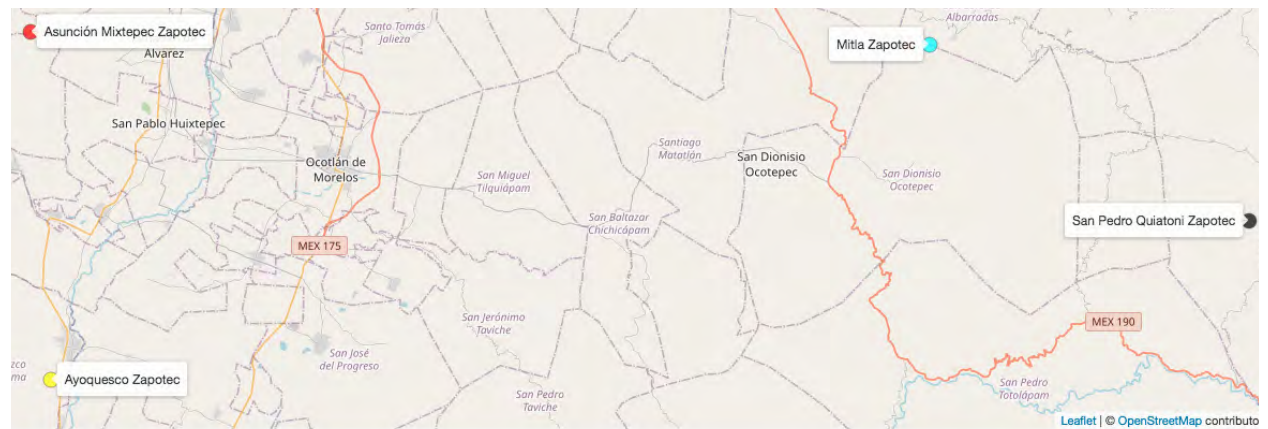 Asunción Mixtepec Zapotec
Alvarez
Santo Tomás
Jalieza
Mitla Zapotec
Albarradas
San Pablo Huixtepec
Ocotlán de
Morelos
San Miguel
Tilquiápam
Santiago
Matatlán
San Dionisio
Ocotepec
San Dionisio
Ocotepec
San Baltazar
Chichicápam
San Pedro Quiatoni Zapotec
MEX 175
San Jerónimo
Taviche
MEX 190
San José
del Progreso
zco
ma
Ayoquesco Zapotec
San Pedro
Taviche
San Pedro
Totolápam
Leaflet | © OpenStreetMap contributo